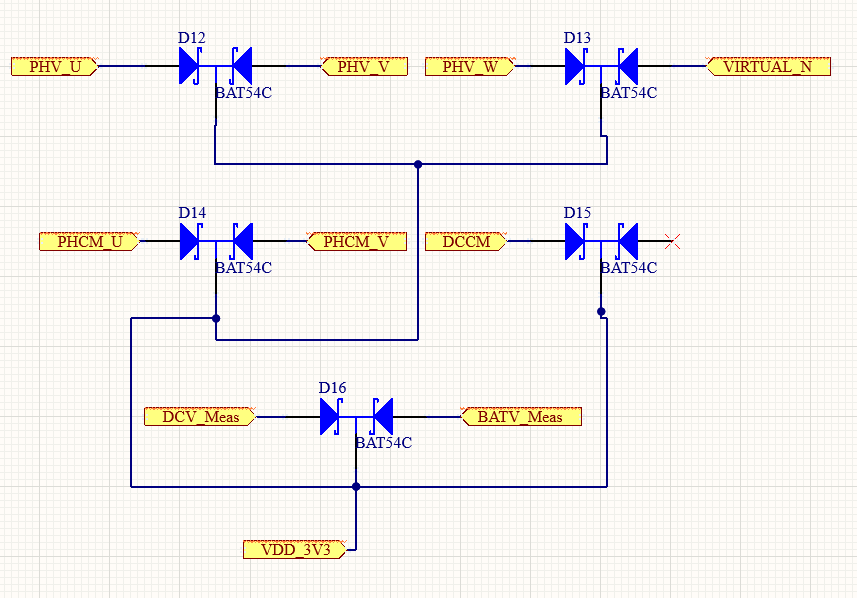 D12
D13
PHV_U
PHV_V
PHV_W
VIRTUAL_N
BAT54C
BAT54C
D14
D15
PHCM_U
PHCM_V
DCCM
BAT54C
BAT54C
D16
DCV_Meas
BATV_Meas
BAT54C
VDD_3V3